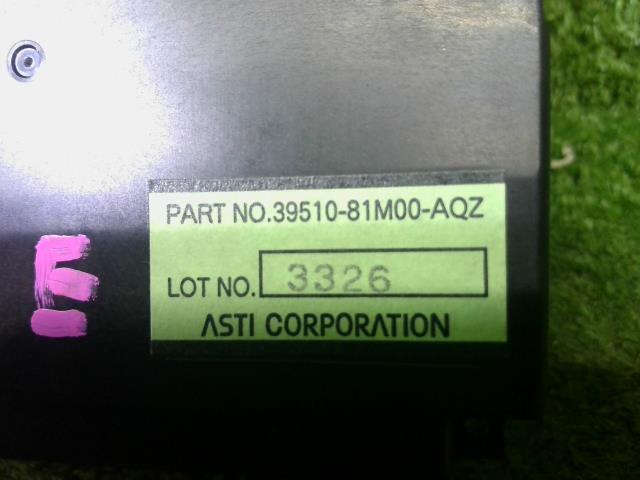 PART NO.39510-81M00-AQZ
LOT NO. 3326
ASTI CORPORATION
E